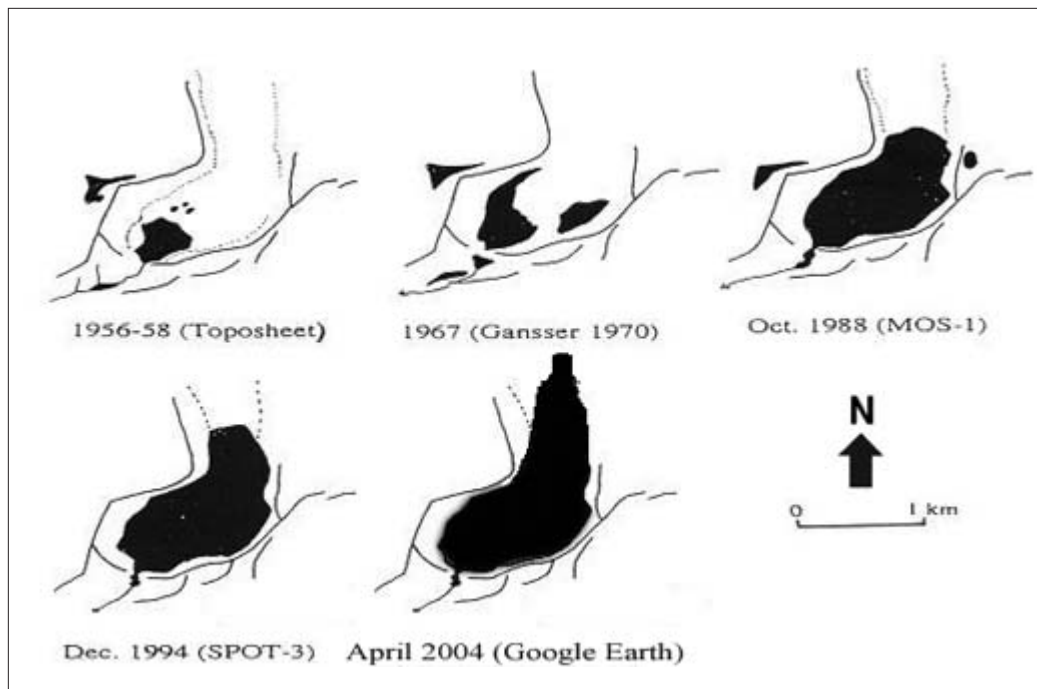 1956-58 (Toposheet)
1967 (Gansser 1970)
Oct. 1988 (MOS-1)
N
0 1 km
Dec. 1994 (SPOT-3)
April 2004 (Google Earth)